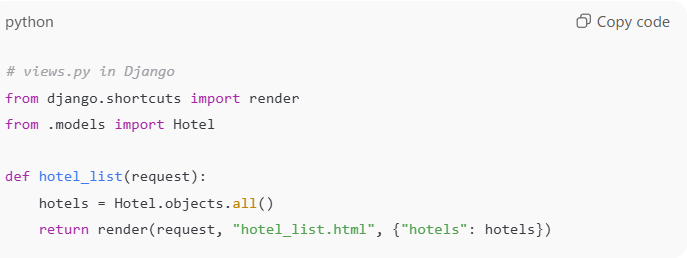 python
Copy code
# views.py in Django
from django.shortcuts import render
from .models import Hotel
def hotel_list(request):
    hotels = Hotel.objects.all()
    return render(request, "hotel_list.html", {"hotels": hotels})